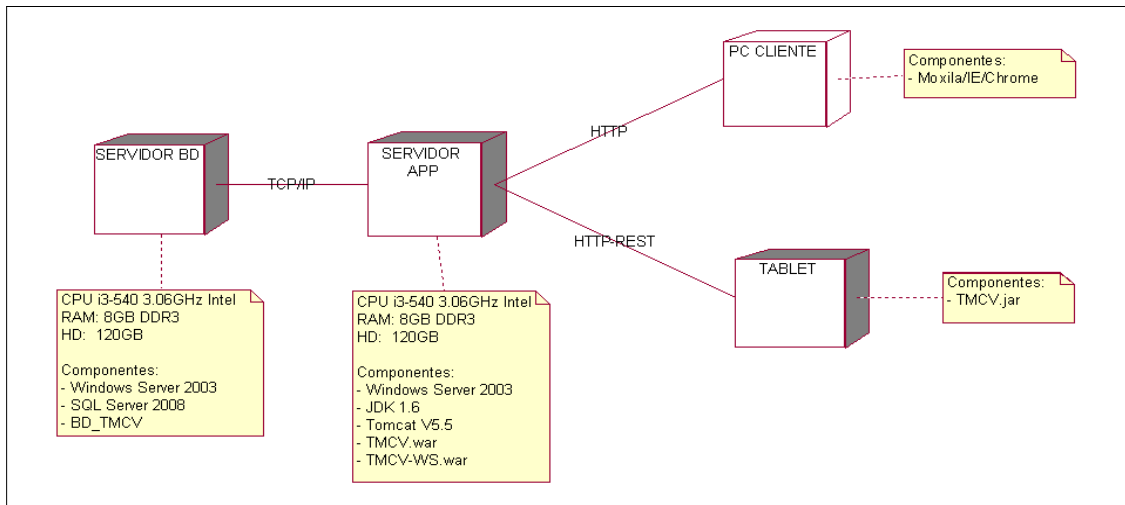 PC CLIENTE
Componentes:
- Moxila/IE/Chrome
HTTP
SERVIDOR BD
TCP/IP
SERVIDOR
APP
HTTP-REST
TABLET
Componentes:
- TMCV.jar
CPU i3-540 3.06GHz Intel
RAM: 8GB DDR3
HD: 120GB
Componentes:
- Windows Server 2003
- SQL Server 2008
- BD_TMCV
CPU i3-540 3.06GHz Intel
RAM: 8GB DDR3
HD: 120GB
Componentes:
- Windows Server 2003
- JDK 1.6
- Tomcat V5.5
- TMCV.war
- TMCV-WS.war